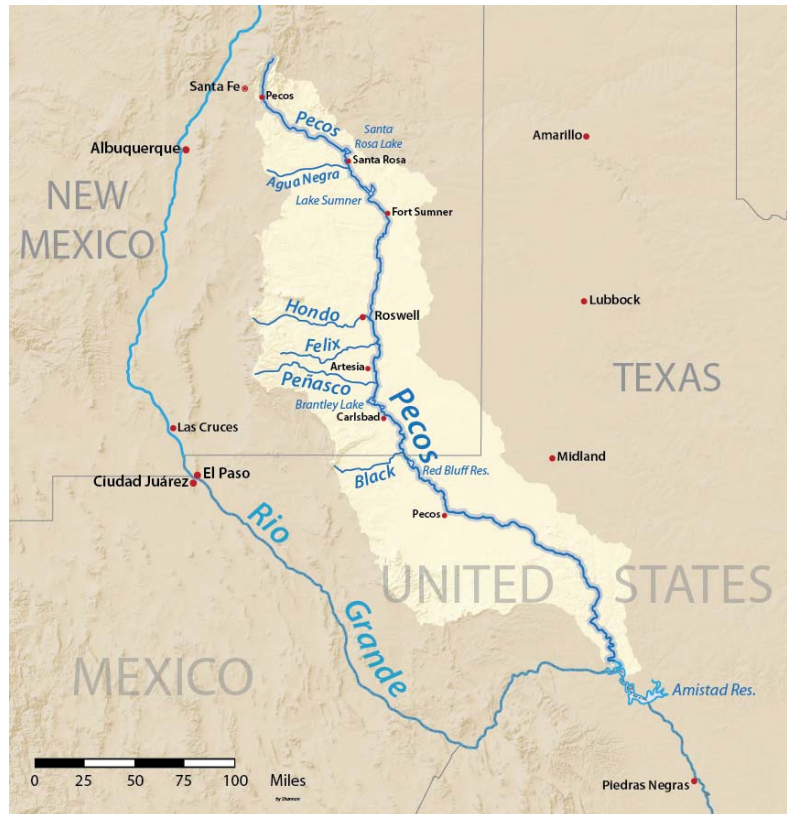 Santa Fe
Pecos
Pecos
Santa
Rosa Lake
Amarillo
Albuquerque
Santa Rosa
Agua Negra
NEW
MEXICO
Lake Sumner
Fort Sumner
Lubbock
Hondo
Roswell
Felix
Artesia
Peñasco
TEXAS
Brantley Lake
Pecos
Carlsbad
Las Cruces
Midland
El Paso
Ciudad Juárez
Black
Red Bluff Res.
Rio
Grande
Pecos
UNITED STATES
MEXICO
Amistad Res.
0 25 50 75 100 Miles
by Shannon
Piedras Negras